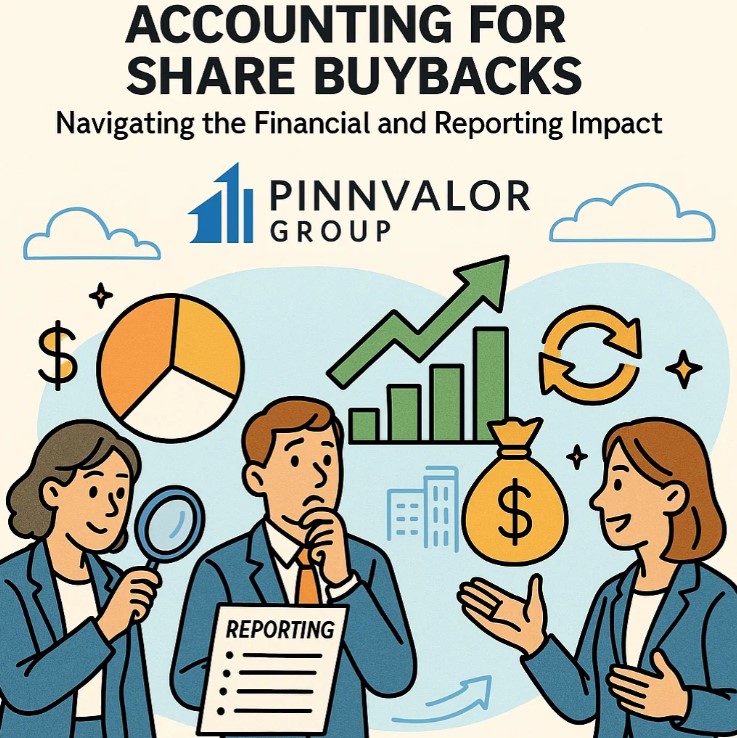 ACCOUNTING FOR
SHARE BUYBACKS
Navigating the Financial and Reporting Impact
PINNVALOR
GROUP
$
$
REPORTING